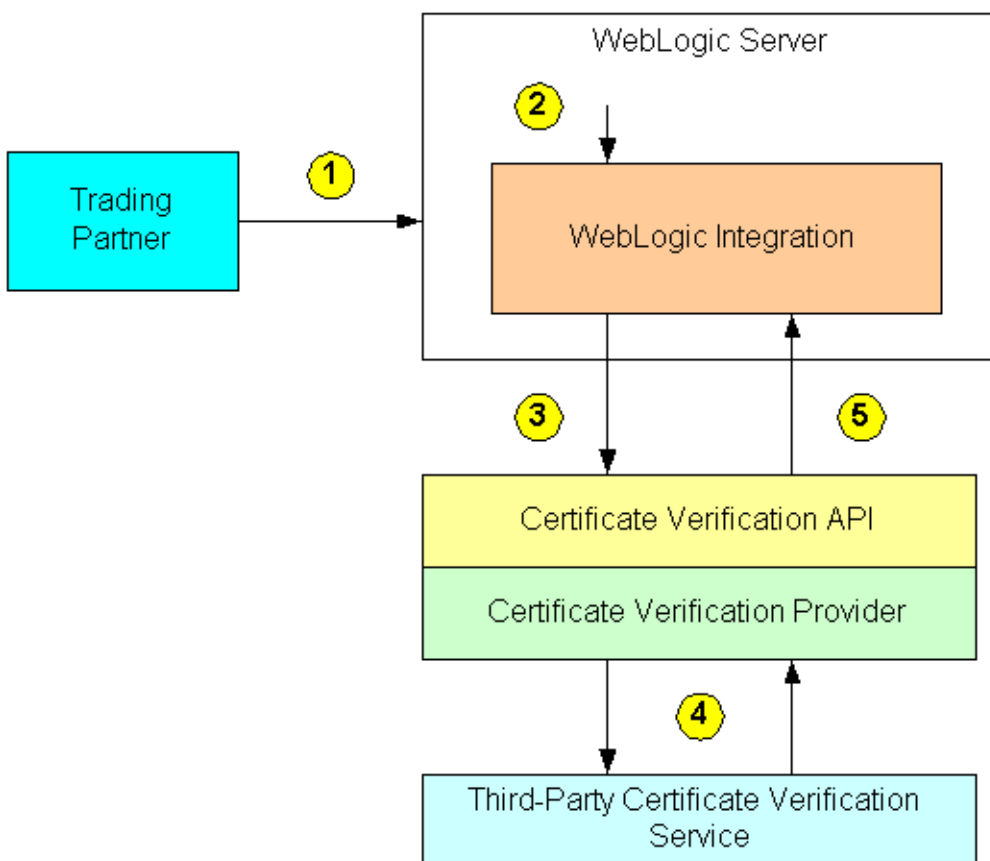 WebLogic Server
2
1
Trading
Partner
WebLogic Integration
3
5
Certificate Verification API
Certificate Verification Provider
4
Third-Party Certificate Verification
Service